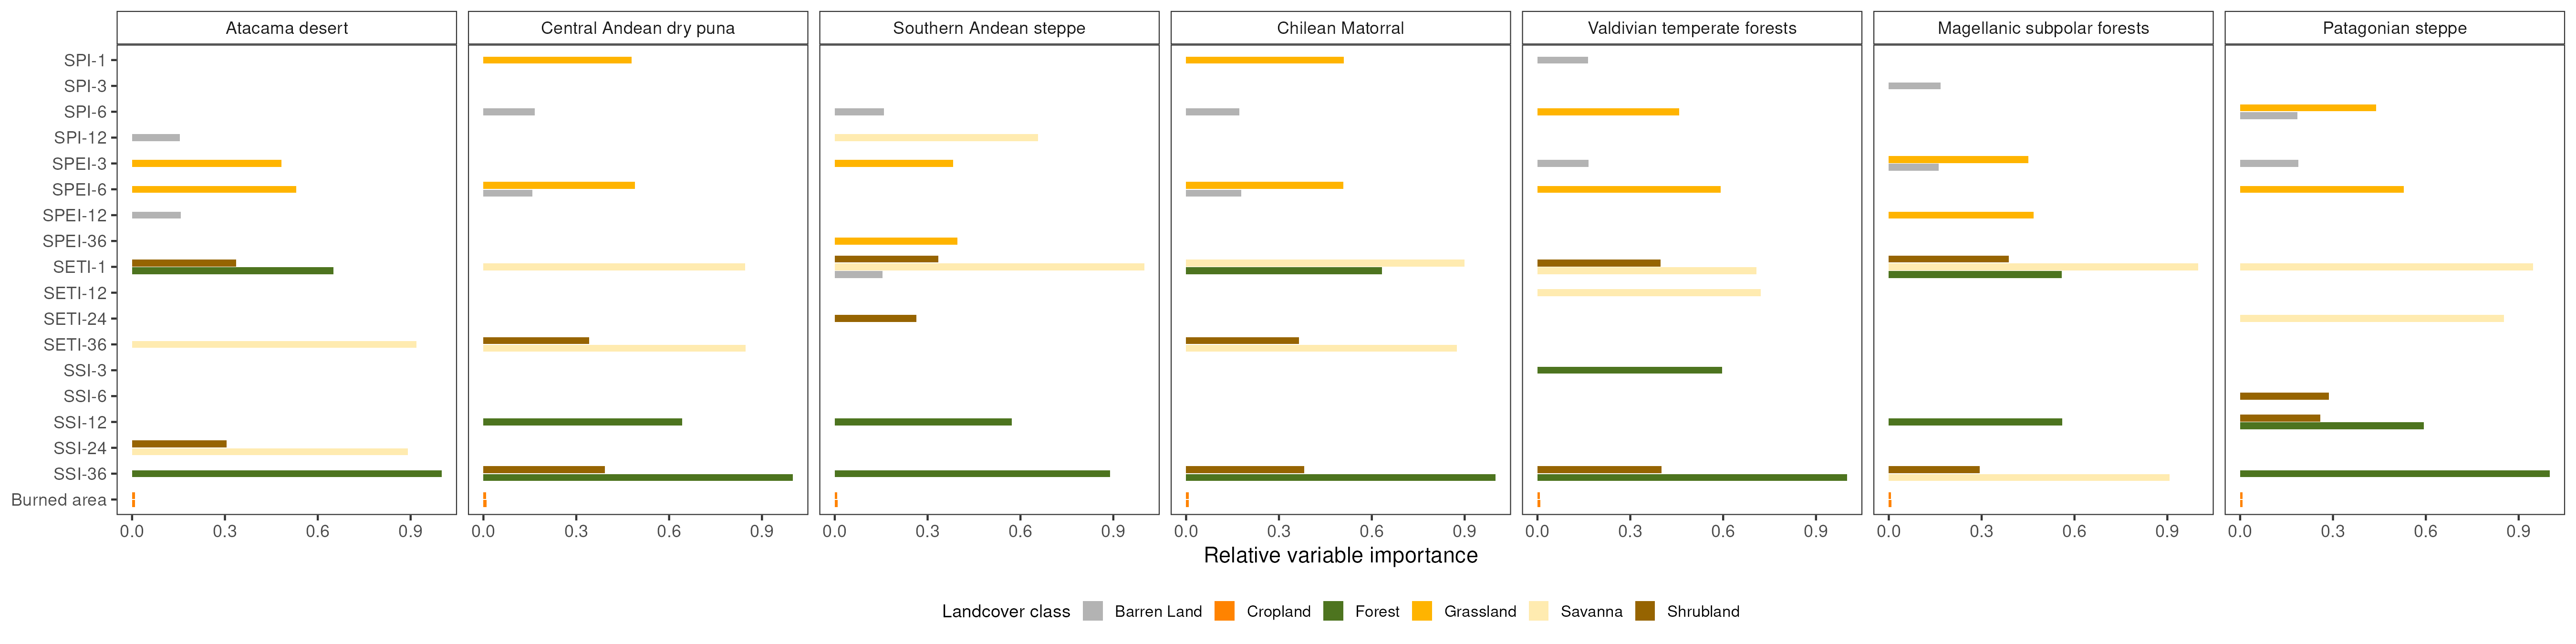 Atacama desert Central Andean dry puna Southern Andean steppe Chilean Matorral Valdivian temperate forests Magellanic subpolar forests Patagonian steppe
SPI-1
SPI-3
SPI-6
SPI-12
SPEI-3
SPEI-6
SPEI-12
SPEI-36
SETI-1
SETI-12
SETI-24
SETI-36
SSI-3
SSI-6
SSI-12
SSI-24
SSI-36
Burned area
0.0 0.3 0.6 0.9 0.0 0.3 0.6 0.9 0.0 0.3 0.6 0.9 0.0 0.3 0.6 0.9 0.0 0.3 0.6 0.9 0.0 0.3 0.6 0.9 0.0 0.3 0.6 0.9
Relative variable importance
Landcover class Barren Land Cropland Forest Grassland Savanna Shrubland